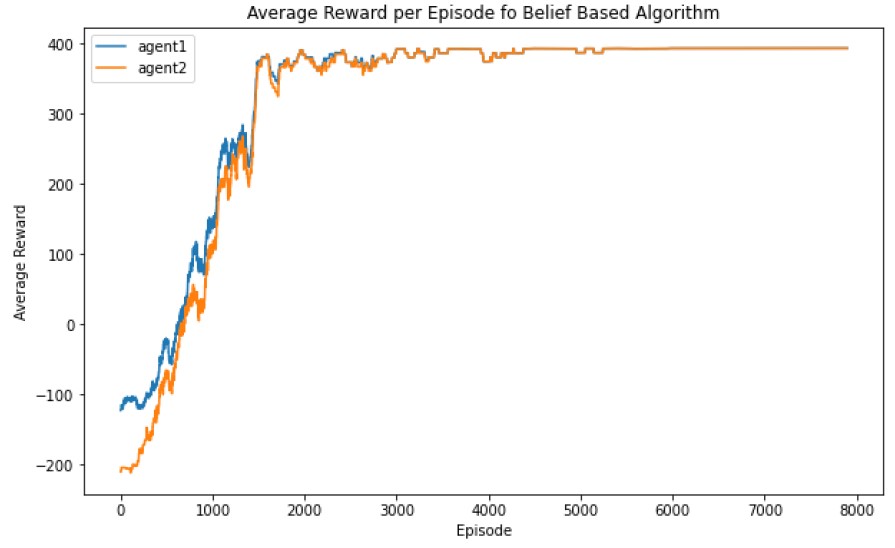 Average Reward per Episode fo Belief Based Algorithm
agent1
agent2
400
300
200
100
0
−100
−200
Average Reward
0 1000 2000 3000 4000 5000 6000 7000 8000
Episode